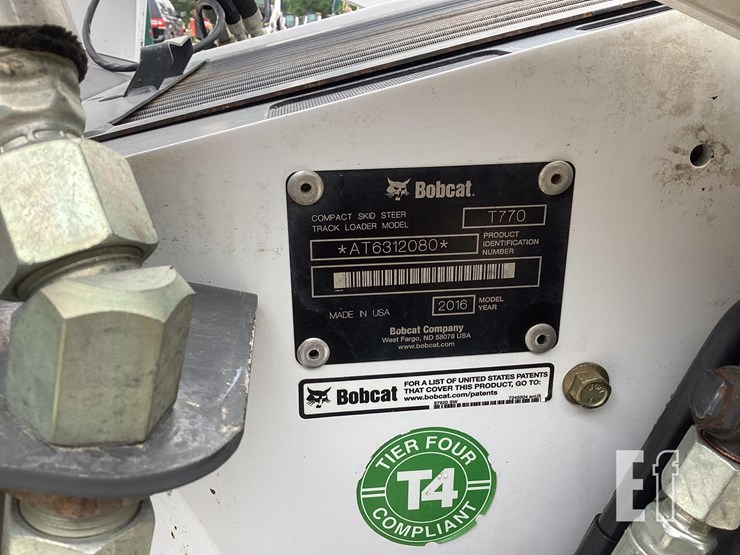 Bobcat.
COMPACT SKID STEER
TRACK LOADER MODEL
T770
*AT6312080*
PRODUCT
IDENTIFICATION
NUMBER
MADE IN USA
2016
MODEL
YEAR
Bobcat Company
West Fargo, ND 58078 USA
www.bobcat.com
Bobcat
FOR A LIST OF UNITED STATES PATENTS
THAT COVER THIS PRODUCT, GO TO:
www.bobcat.com/patents
TIER FOUR
T4
COMPLIANT
Ef